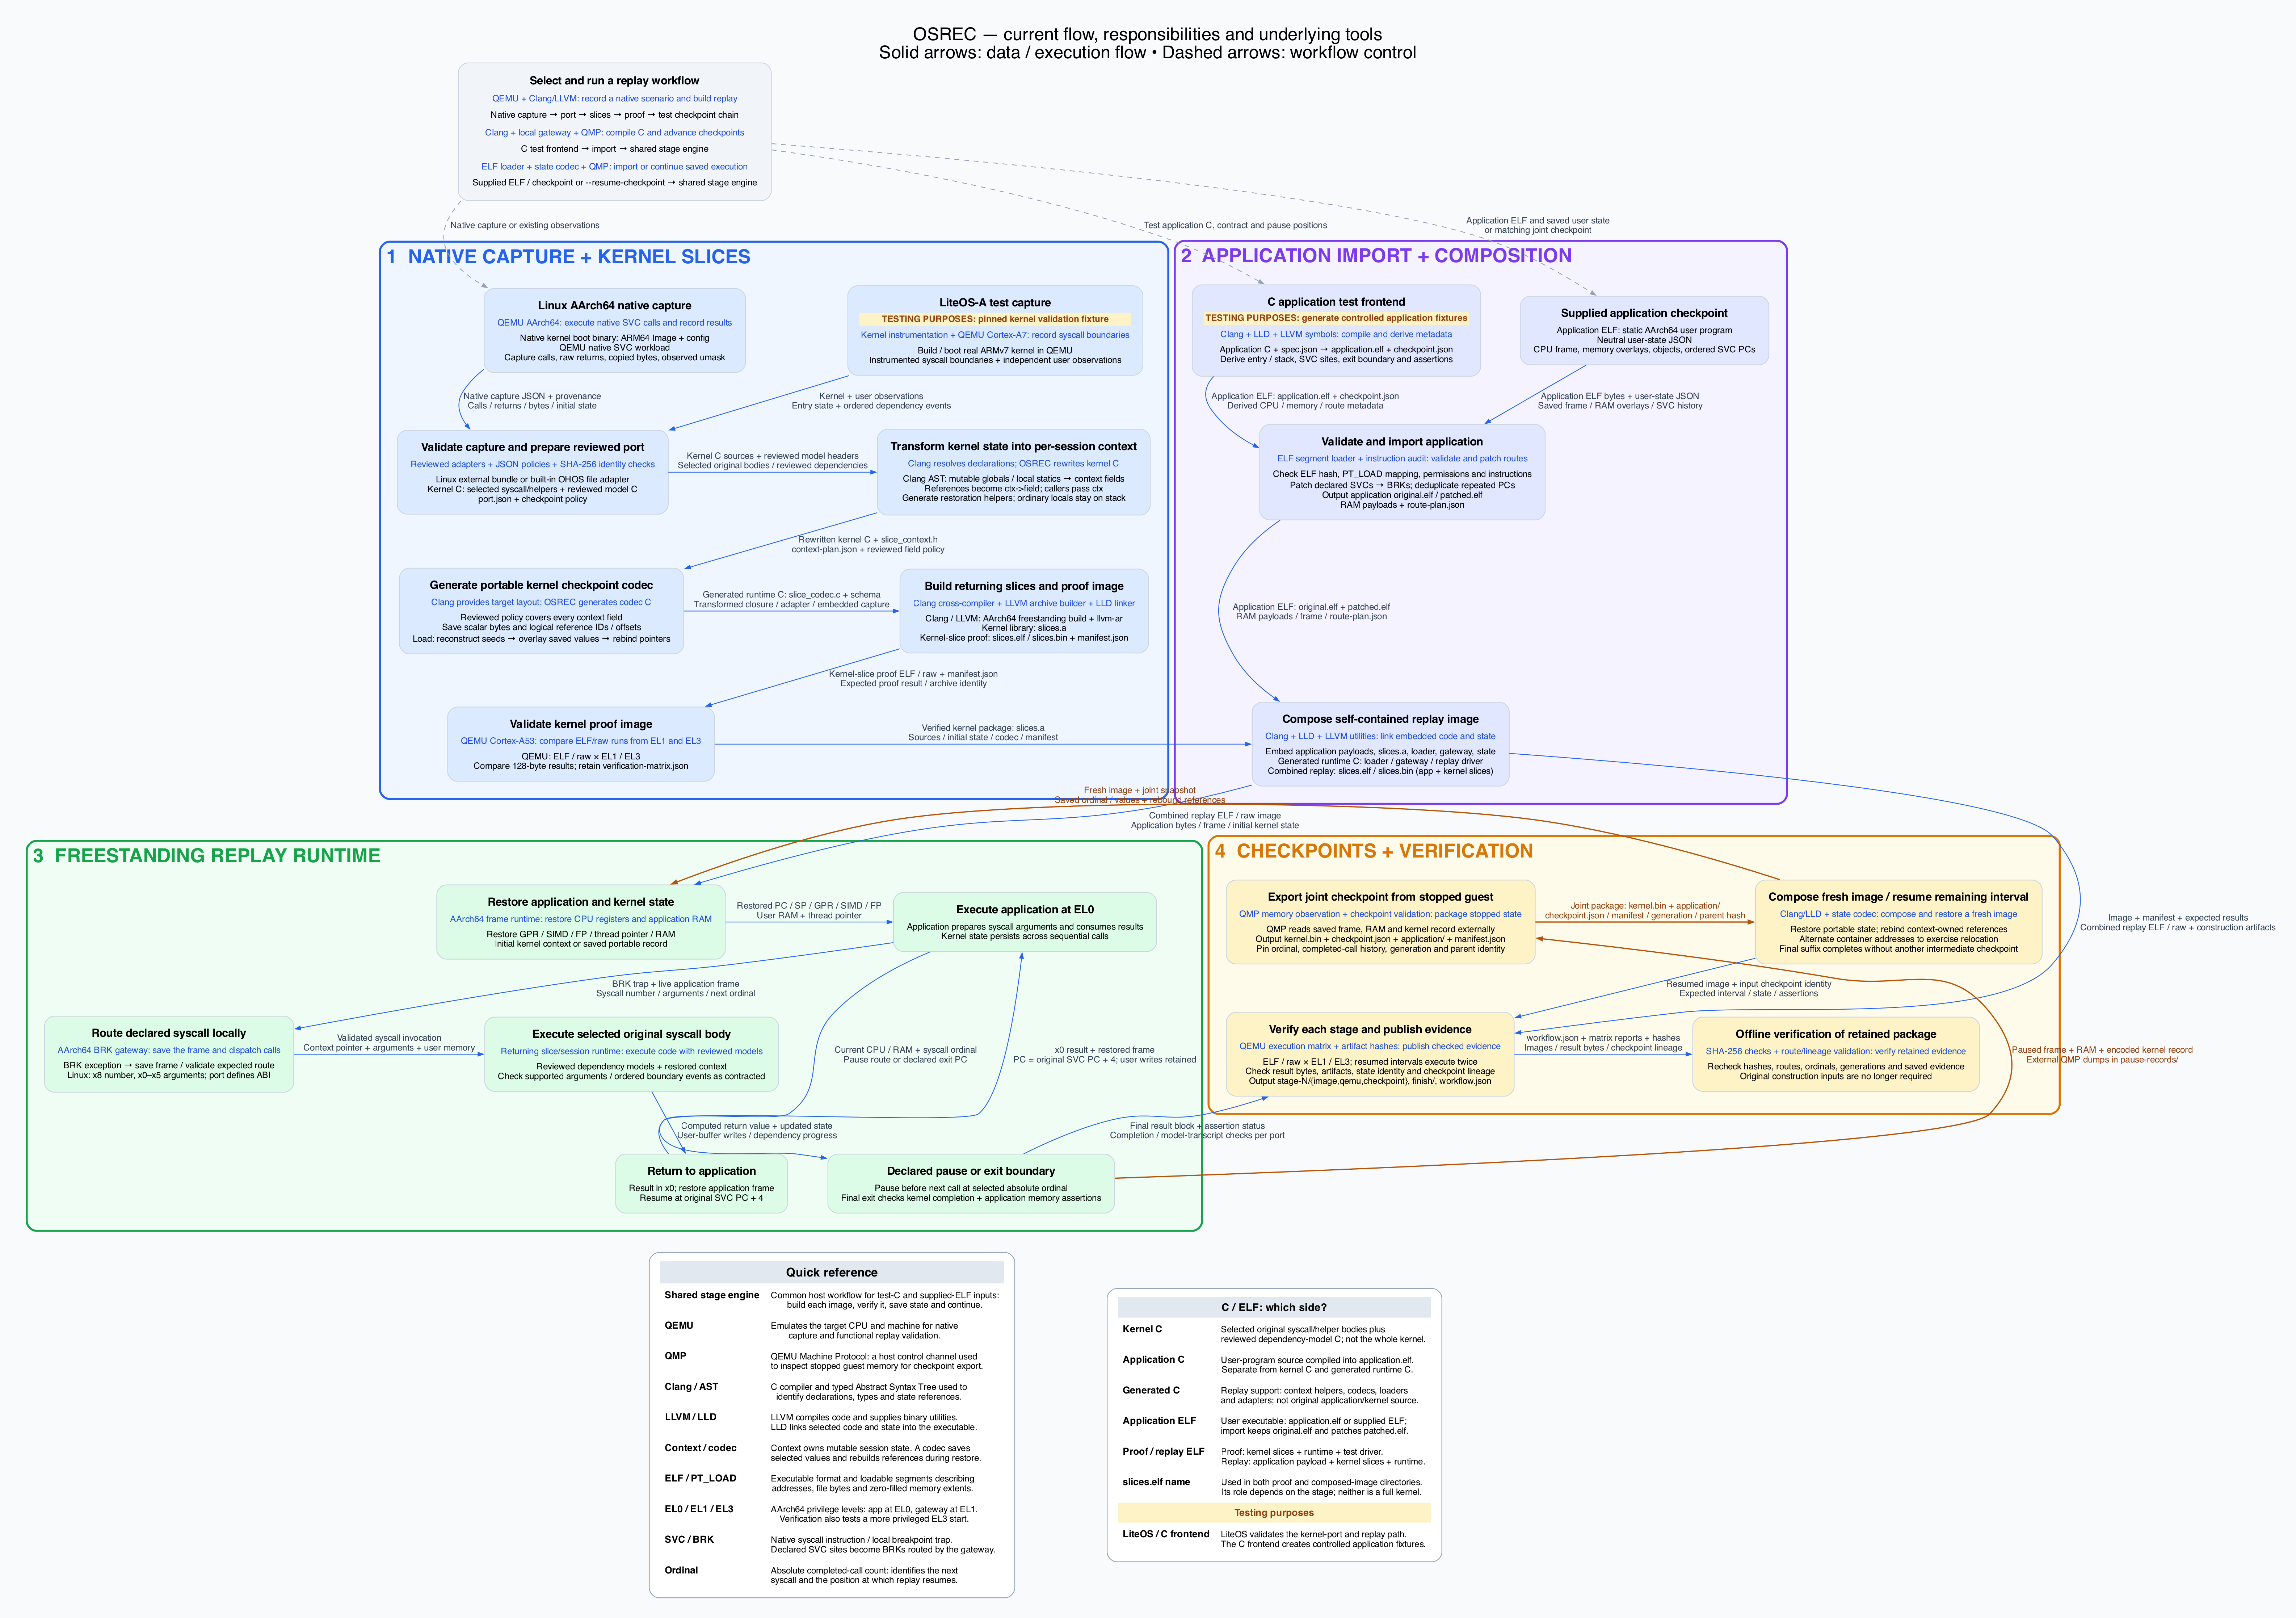 OSREC — current flow, responsibilities and underlying tools
Solid arrows: data / execution flow • Dashed arrows: workflow control
Select and run a replay workflow
QEMU + Clang/LLVM: record a native scenario and build replay
Native capture → port → slices → proof → test checkpoint chain
Clang + local gateway + QMP: compile C and advance checkpoints
C test frontend → import → shared stage engine
ELF loader + state codec + QMP: import or continue saved execution
Supplied ELF / checkpoint or --resume-checkpoint → shared stage engine
Native capture or existing observations
Test application C, contract and pause positions
Application ELF and saved user state
or matching joint checkpoint
1 NATIVE CAPTURE + KERNEL SLICES
Linux AArch64 native capture
QEMU AArch64: execute native SVC calls and record results
Native kernel boot binary: ARM64 Image + config
QEMU native SVC workload
Capture calls, raw returns, copied bytes, observed umask
LiteOS-A test capture
TESTING PURPOSES: pinned kernel validation fixture
Kernel instrumentation + QEMU Cortex-A7: record syscall boundaries
Build / boot real ARMv7 kernel in QEMU
Instrumented syscall boundaries + independent user observations
Native capture JSON + provenance
Calls / returns / bytes / initial state
Kernel + user observations
Entry state + ordered dependency events
Validate capture and prepare reviewed port
Reviewed adapters + JSON policies + SHA-256 identity checks
Linux external bundle or built-in OHOS file adapter
Kernel C: selected syscall/helpers + reviewed model C
port.json + checkpoint policy
Kernel C sources + reviewed model headers
Selected original bodies / reviewed dependencies
Transform kernel state into per-session context
Clang resolves declarations; OSREC rewrites kernel C
Clang AST: mutable globals / local statics → context fields
References become ctx->field; callers pass ctx
Generate restoration helpers; ordinary locals stay on stack
Rewritten kernel C + slice_context.h
context-plan.json + reviewed field policy
Generate portable kernel checkpoint codec
Clang provides target layout; OSREC generates codec C
Reviewed policy covers every context field
Save scalar bytes and logical reference IDs / offsets
Load: reconstruct seeds → overlay saved values → rebind pointers
Generated runtime C: slice_codec.c + schema
Transformed closure / adapter / embedded capture
Build returning slices and proof image
Clang cross-compiler + LLVM archive builder + LLD linker
Clang / LLVM: AArch64 freestanding build + llvm-ar
Kernel library: slices.a
Kernel-slice proof: slices.elf / slices.bin + manifest.json
Kernel-slice proof ELF / raw + manifest.json
Expected proof result / archive identity
Validate kernel proof image
QEMU Cortex-A53: compare ELF/raw runs from EL1 and EL3
QEMU: ELF / raw × EL1 / EL3
Compare 128-byte results; retain verification-matrix.json
Verified kernel package: slices.a
Sources / initial state / codec / manifest
2 APPLICATION IMPORT + COMPOSITION
C application test frontend
TESTING PURPOSES: generate controlled application fixtures
Clang + LLD + LLVM symbols: compile and derive metadata
Application C + spec.json → application.elf + checkpoint.json
Derive entry / stack, SVC sites, exit boundary and assertions
Supplied application checkpoint
Application ELF: static AArch64 user program
Neutral user-state JSON
CPU frame, memory overlays, objects, ordered SVC PCs
Application ELF: application.elf + checkpoint.json
Derived CPU / memory / route metadata
Application ELF bytes + user-state JSON
Saved frame / RAM overlays / SVC history
Validate and import application
ELF segment loader + instruction audit: validate and patch routes
Check ELF hash, PT_LOAD mapping, permissions and instructions
Patch declared SVCs → BRKs; deduplicate repeated PCs
Output application original.elf / patched.elf
RAM payloads + route-plan.json
Application ELF: original.elf + patched.elf
RAM payloads / frame / route-plan.json
Compose self-contained replay image
Clang + LLD + LLVM utilities: link embedded code and state
Embed application payloads, slices.a, loader, gateway, state
Generated runtime C: loader / gateway / replay driver
Combined replay: slices.elf / slices.bin (app + kernel slices)
Fresh image + joint snapshot
Saved ordinal / values + rebound references
Combined replay ELF / raw image
Application bytes / frame / initial kernel state
3 FREESTANDING REPLAY RUNTIME
Restore application and kernel state
AArch64 frame runtime: restore CPU registers and application RAM
Restore GPR / SIMD / FP / thread pointer / RAM
Initial kernel context or saved portable record
Restored PC / SP / GPR / SIMD / FP
User RAM + thread pointer
Execute application at EL0
Application prepares syscall arguments and consumes results
Kernel state persists across sequential calls
BRK trap + live application frame
Syscall number / arguments / next ordinal
Route declared syscall locally
AArch64 BRK gateway: save the frame and dispatch calls
BRK exception → save frame / validate expected route
Linux: x8 number, x0–x5 arguments; port defines ABI
Validated syscall invocation
Context pointer + arguments + user memory
Execute selected original syscall body
Returning slice/session runtime: execute code with reviewed models
Reviewed dependency models + restored context
Check supported arguments / ordered boundary events as contracted
Current CPU / RAM + syscall ordinal
Pause route or declared exit PC
x0 result + restored frame
PC = original SVC PC + 4; user writes retained
Computed return value + updated state
User-buffer writes / dependency progress
Return to application
Result in x0; restore application frame
Resume at original SVC PC + 4
Declared pause or exit boundary
Pause before next call at selected absolute ordinal
Final exit checks kernel completion + application memory assertions
Final result block + assertion status
Completion / model-transcript checks per port
4 CHECKPOINTS + VERIFICATION
Export joint checkpoint from stopped guest
QMP memory observation + checkpoint validation: package stopped state
QMP reads saved frame, RAM and kernel record externally
Output kernel.bin + checkpoint.json + application/ + manifest.json
Pin ordinal, completed-call history, generation and parent identity
Joint package: kernel.bin + application/
checkpoint.json / manifest / generation / parent hash
Compose fresh image / resume remaining interval
Clang/LLD + state codec: compose and restore a fresh image
Restore portable state; rebind context-owned references
Alternate container addresses to exercise relocation
Final suffix completes without another intermediate checkpoint
Image + manifest + expected results
Combined replay ELF / raw + construction artifacts
Resumed image + input checkpoint identity
Expected interval / state / assertions
Verify each stage and publish evidence
QEMU execution matrix + artifact hashes: publish checked evidence
ELF / raw × EL1 / EL3; resumed intervals execute twice
Check result bytes, artifacts, state identity and checkpoint lineage
Output stage-N/{image,qemu,checkpoint}, finish/, workflow.json
workflow.json + matrix reports + hashes
Images / result bytes / checkpoint lineage
Offline verification of retained package
SHA-256 checks + route/lineage validation: verify retained evidence
Recheck hashes, routes, ordinals, generations and saved evidence
Original construction inputs are no longer required
Paused frame + RAM + encoded kernel record
External QMP dumps in pause-records/
Quick reference
Shared stage engine Common host workflow for test-C and supplied-ELF inputs:
build each image, verify it, save state and continue.
QEMU Emulates the target CPU and machine for native
capture and functional replay validation.
QMP QEMU Machine Protocol: a host control channel used
to inspect stopped guest memory for checkpoint export.
Clang / AST C compiler and typed Abstract Syntax Tree used to
identify declarations, types and state references.
LLVM / LLD LLVM compiles code and supplies binary utilities.
LLD links selected code and state into the executable.
Context / codec Context owns mutable session state. A codec saves
selected values and rebuilds references during restore.
ELF / PT_LOAD Executable format and loadable segments describing
addresses, file bytes and zero-filled memory extents.
EL0 / EL1 / EL3 AArch64 privilege levels: app at EL0, gateway at EL1.
Verification also tests a more privileged EL3 start.
SVC / BRK Native syscall instruction / local breakpoint trap.
Declared SVC sites become BRKs routed by the gateway.
Ordinal Absolute completed-call count: identifies the next
syscall and the position at which replay resumes.
C / ELF: which side?
Kernel C Selected original syscall/helper bodies plus
reviewed dependency-model C; not the whole kernel.
Application C User-program source compiled into application.elf.
Separate from kernel C and generated runtime C.
Generated C Replay support: context helpers, codecs, loaders
and adapters; not original application/kernel source.
Application ELF User executable: application.elf or supplied ELF;
import keeps original.elf and patches patched.elf.
Proof / replay ELF Proof: kernel slices + runtime + test driver.
Replay: application payload + kernel slices + runtime.
slices.elf name Used in both proof and composed-image directories.
Its role depends on the stage; neither is a full kernel.
Testing purposes
LiteOS / C frontend LiteOS validates the kernel-port and replay path.
The C frontend creates controlled application fixtures.